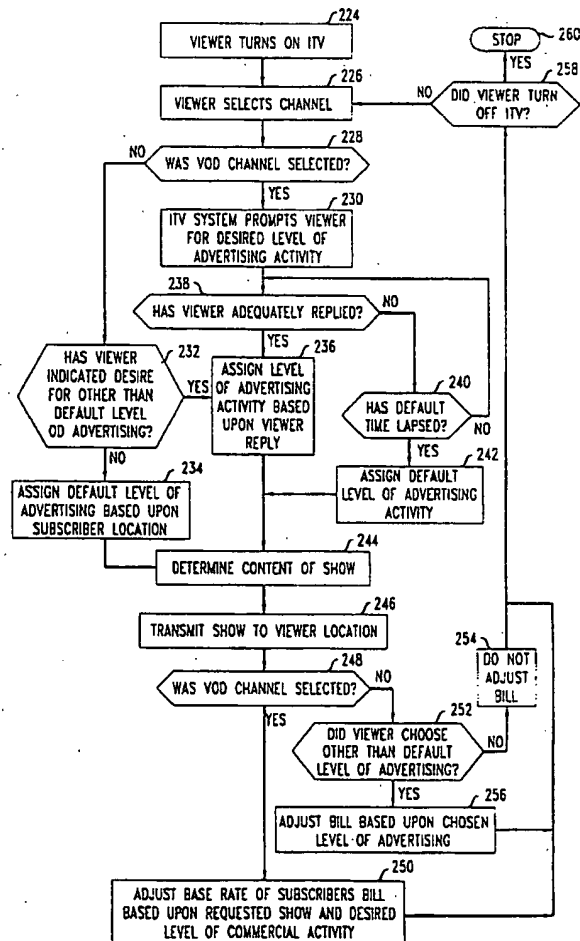 224
VIEWER TURNS ON ITV
STOP
260
YES
258
226
VIEWER SELECTS CHANNEL
NO
DID VIEWER TURN
OFF ITV?
228
NO
WAS VOD CHANNEL SELECTED?
YES
230
ITV SYSTEM PROMPTS VIEWER
FOR DESIRED LEVEL OF
ADVERTISING ACTIVITY
238
HAS VIEWER ADEQUATELY REPLIED?
NO
YES
232
HAS VIEWER
INDICATED DESIRE
FOR OTHER THAN
DEFAULT LEVEL
OD ADVERTISING?
YES
236
ASSIGN LEVEL
OF ADVERTISING
ACTIVITY BASED
UPON VIEWER
REPLY
240
HAS DEFAULT
TIME LAPSED?
NO
YES
NO
234
ASSIGN DEFAULT LEVEL OF
ADVERTISING BASED UPON
SUBSCRIBER LOCATION
242
ASSIGN DEFAULT
LEVEL OF ADVERTISING
ACTIVITY
244
DETERMINE CONTENT OF SHOW
246
TRANSMIT SHOW TO VIEWER LOCATION
248
WAS VOD CHANNEL SELECTED?
NO
YES
254
DO NOT
ADJUST
BILL
252
DID VIEWER CHOOSE
OTHER THAN DEFAULT
LEVEL OF ADVERTISING?
NO
YES
256
ADJUST BILL BASED UPON CHOSEN
LEVEL OF ADVERTISING
250
ADJUST BASE RATE OF SUBSCRIBERS BILL
BASED UPON REQUESTED SHOW AND DESIRED
LEVEL OF COMMERCIAL ACTIVITY